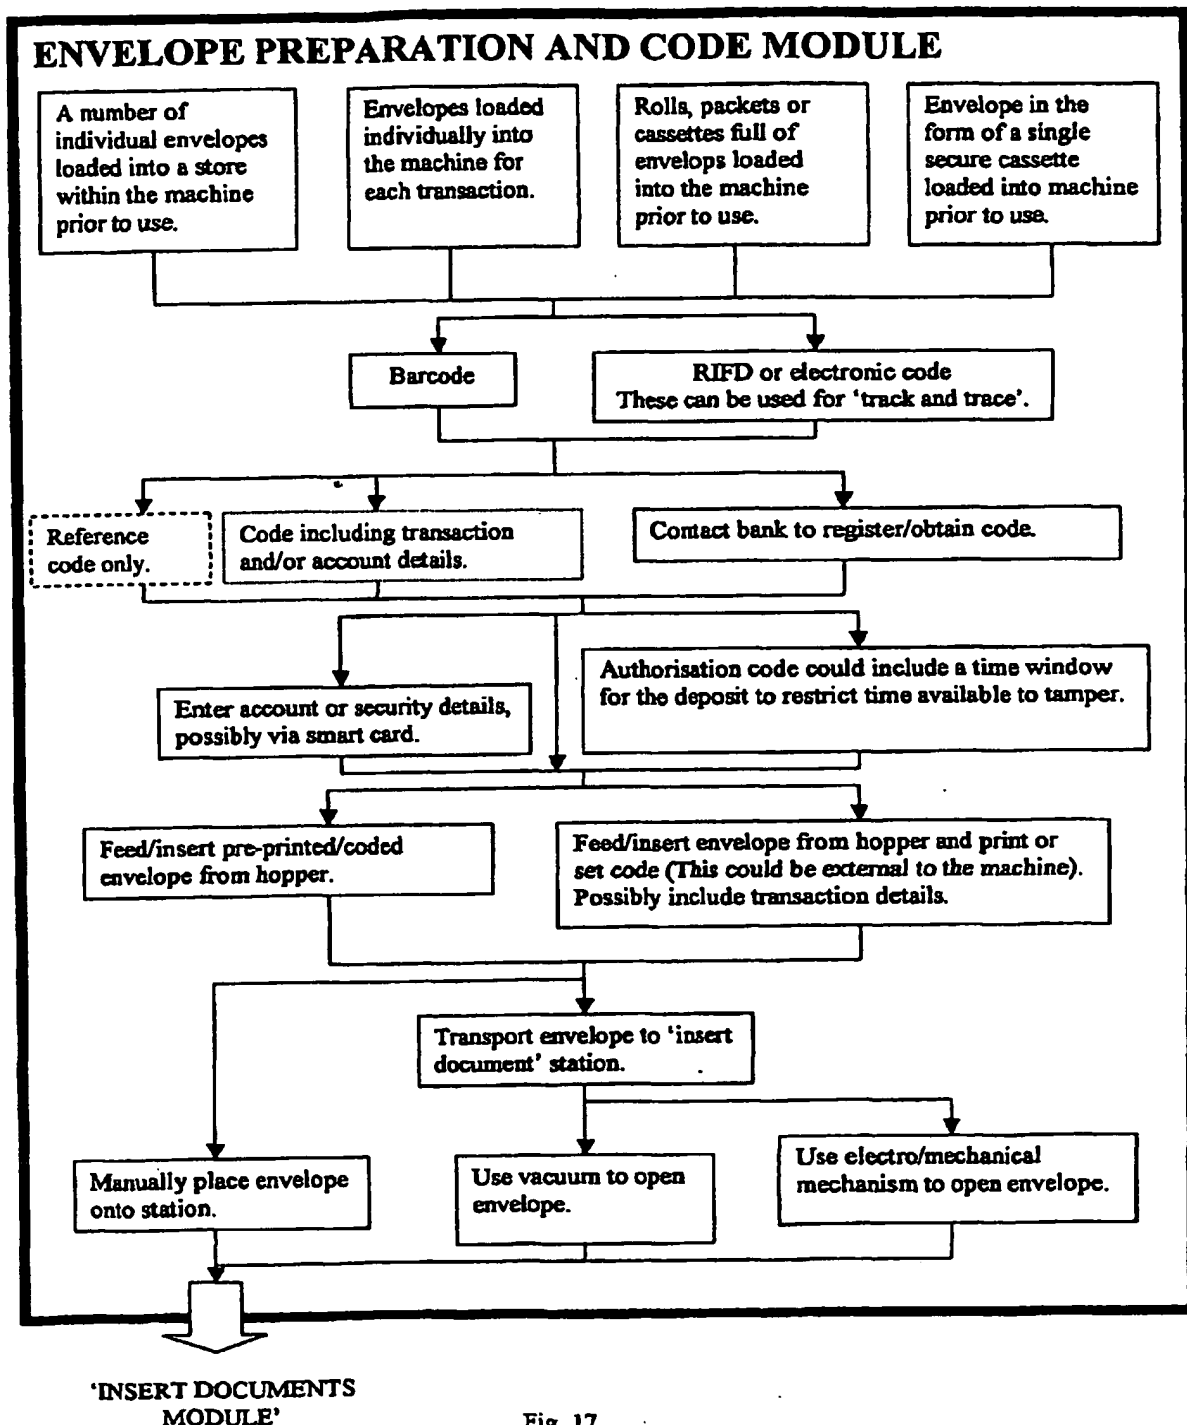 ENVELOPE PREPARATION AND CODE MODULE
A number of
individual envelopes
loaded into a store
within the machine
prior to use.
Envelopes loaded
individually into
the machine for
each transaction.
Rolls, packets or
cassettes full of
envelops loaded
into the machine
prior to use.
Envelope in the
form of a single
secure cassette
loaded into machine
prior to use.
Barcode
RIFD or electronic code
These can be used for ‘track and trace’.
Reference
code only.
Code including transaction
and/or account details.
Contact bank to register/obtain code.
Enter account or security details,
possibly via smart card.
Authorisation code could include a time window
for the deposit to restrict time available to tamper.
Feed/insert pre-printed/coded
envelope from hopper.
Feed/insert envelope from hopper and print or
set code (This could be external to the machine).
Possibly include transaction details.
Transport envelope to ‘insert
document’ station.
Manually place envelope
onto station.
Use vacuum to open
envelope.
Use electro/mechanical
mechanism to open envelope.
‘INSERT DOCUMENTS
MODULE’
Fig. 17